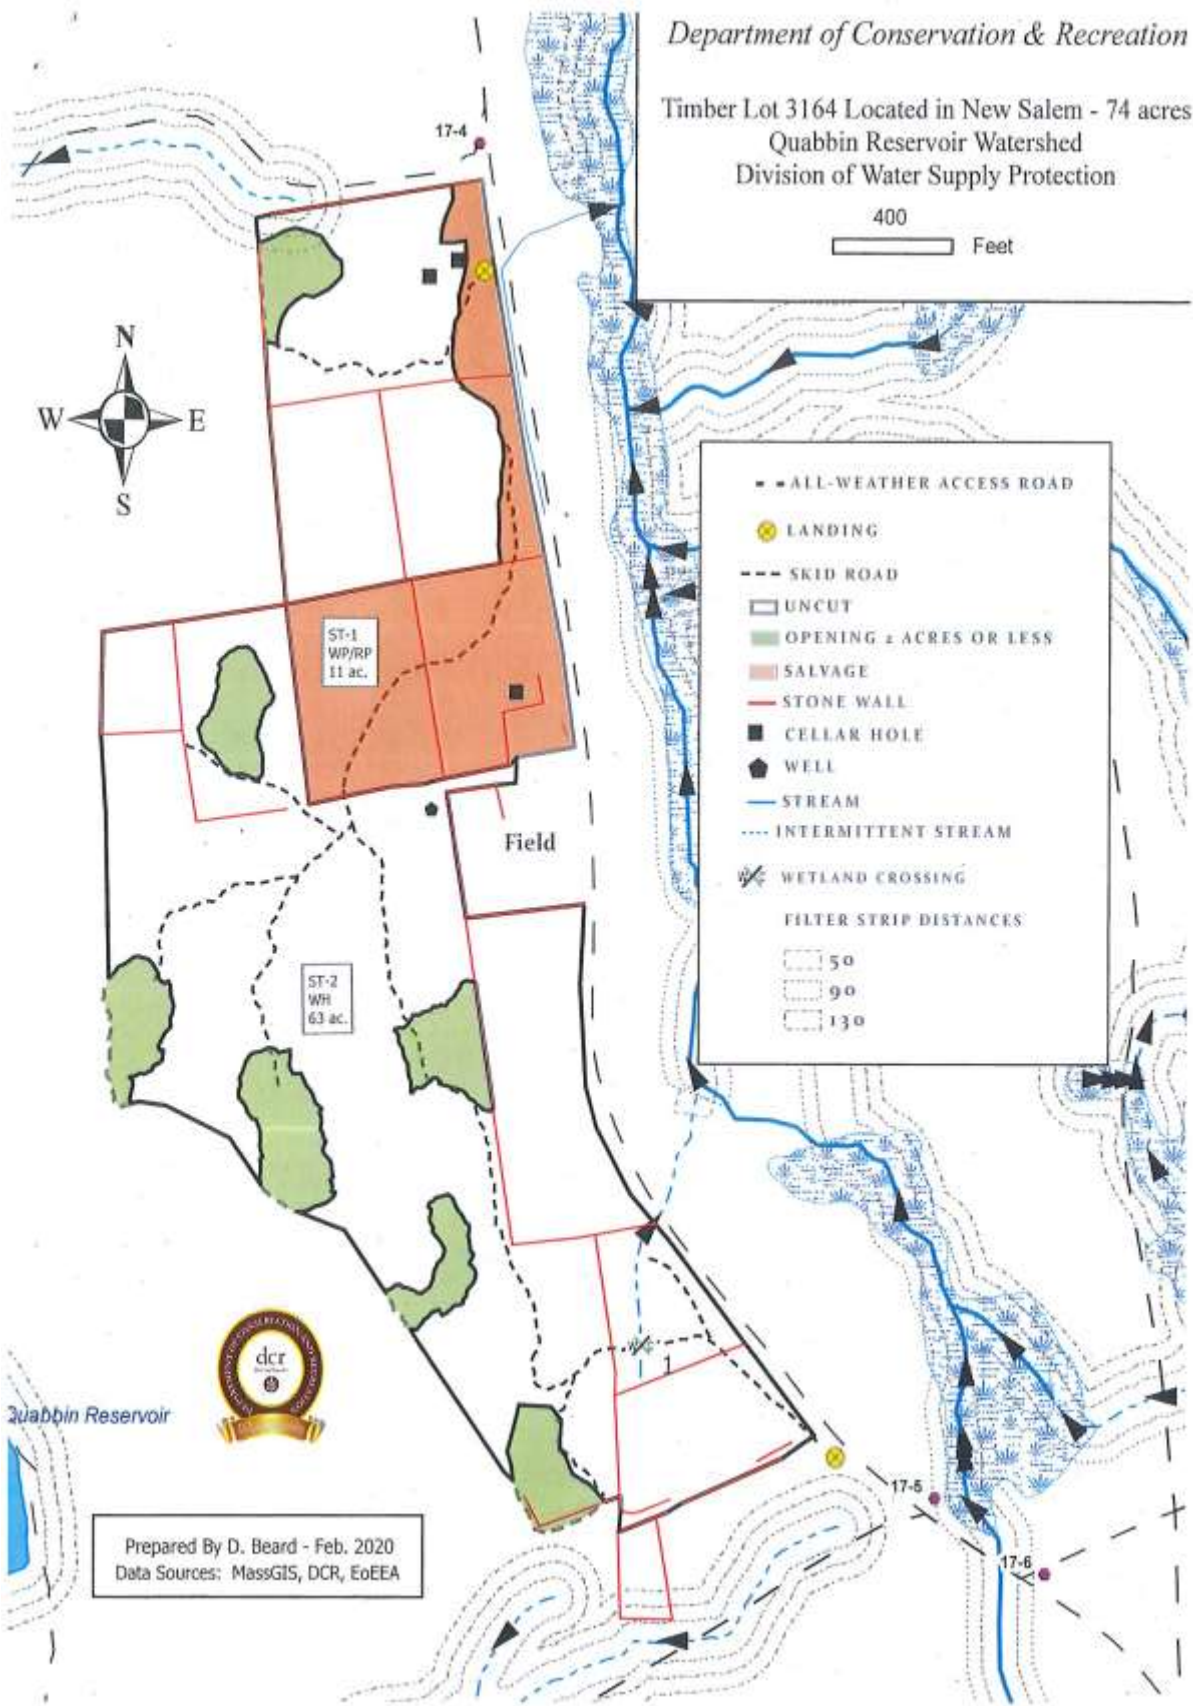 Department of Conservation & Recreation
Timber Lot 3164 Located in New Salem - 74 acres
Quabbin Reservoir Watershed
Division of Water Supply Protection
400
Feet
17-4
N
W
E
S
ALL-WEATHER ACCESS ROAD
LANDING
SKID ROAD
UNCUT
OPENING 2 ACRES OR LESS
SALVAGE
STONE WALL
CELLAR HOLE
WELL
STREAM
INTERMITTENT STREAM
WETLAND CROSSING
FILTER STRIP DISTANCES
50
90
130
ST-1
WP/RP
11 ac.
Field
ST-2
WH
63 ac.
1
dcr
Quabbin Reservoir
17-5
17-6
Prepared By D. Beard - Feb. 2020
Data Sources: MassGIS, DCR, EoEEA